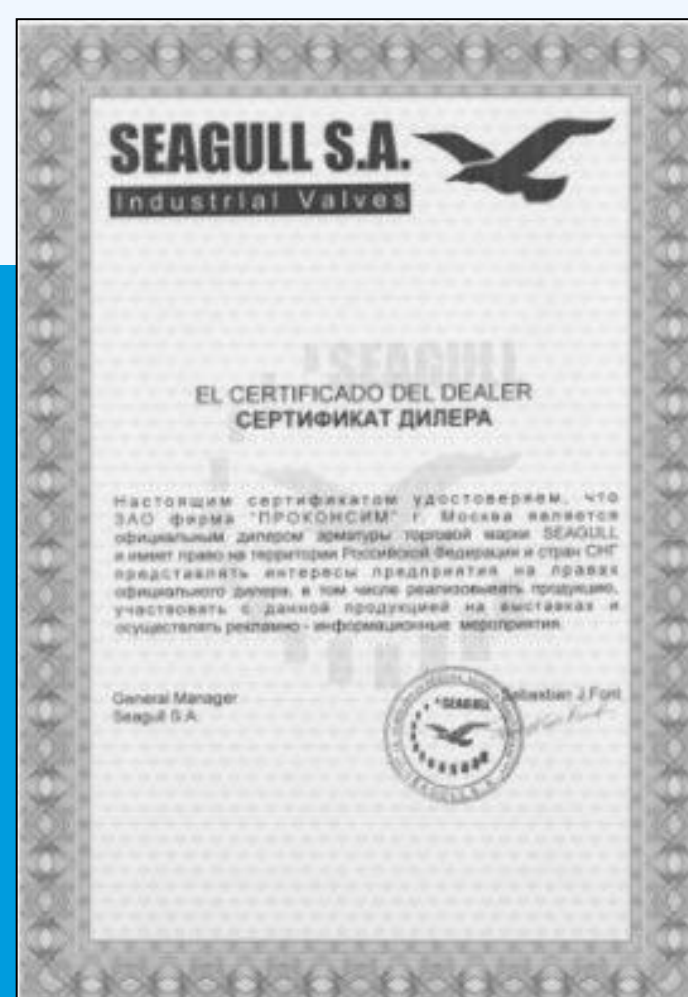 SEAGULL S.A.
Industrial Valves
SEAGULL
EL CERTIFICADO DEL DEALER
СЕРТИФИКАТ ДИЛЕРА
Настоящим сертификатом удостоверяем, что
ЗАО фирма "ПРОКОНСИМ" г. Москва является
официальным дилером арматуры торговой марки SEAGULL
и имеет право на территории Российской Федерации и стран СНГ
представлять интересы предприятия на правах
официального дилера, в том числе реализовывать продукцию,
участвовать с данной продукцией на выставках и
осуществлять рекламно - информационные мероприятия.
General Manager
Seagull S.A.
Sebastian J.Font
SEAGULL
SEAGULL S.A.